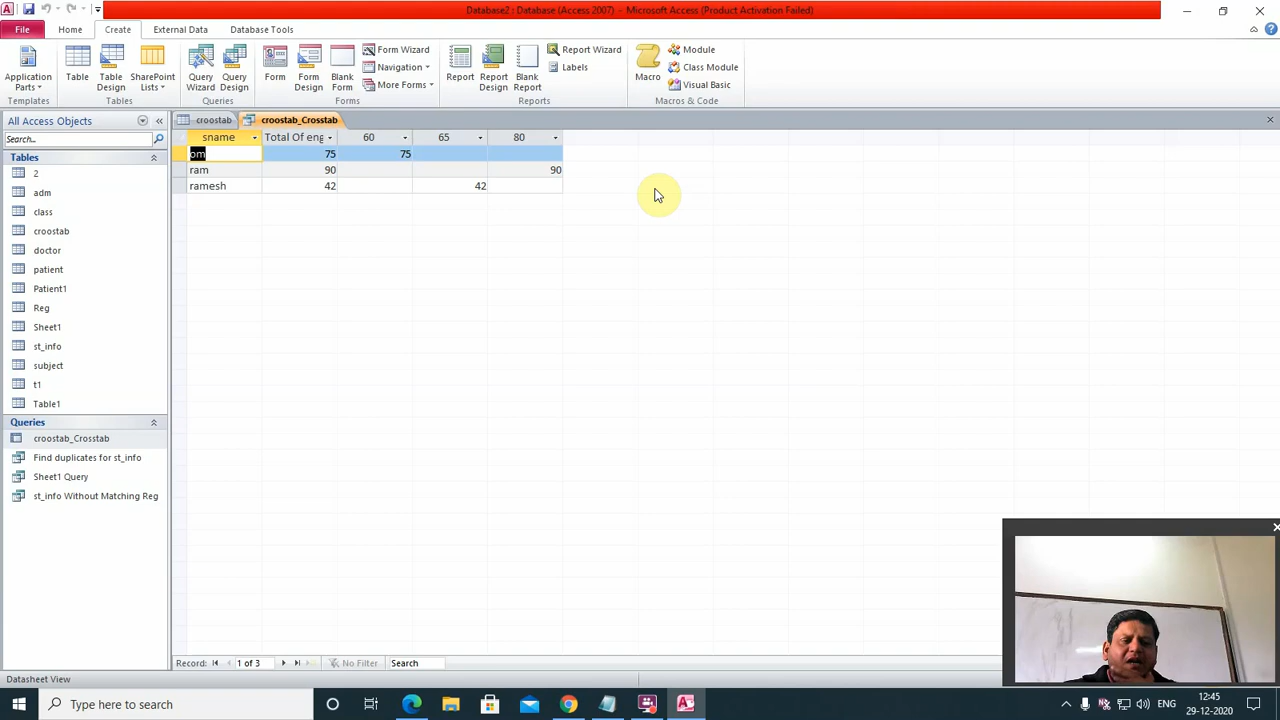 Database2 : Database (Access 2007) - Microsoft Access (Product Activation Failed)
File Home Create External Data Database Tools
Application Parts
Table
Table Design
SharePoint Lists
Query Wizard
Query Design
Form
Form Design
Blank Form
Form Wizard
Navigation
More Forms
Report
Report Design
Blank Report
Report Wizard
Labels
Macro
Module
Class Module
Visual Basic
Templates Tables Queries Forms Reports Macros & Code
All Access Objects
Search...
Tables
2
adm
class
croostab
doctor
patient
Patient1
Reg
Sheet1
st_info
subject
t1
Table1
Queries
croostab_Crosstab
Find duplicates for st_info
Sheet1 Query
st_info Without Matching Reg
croostab croostab_Crosstab
sname Total Of eng 60 65 80
om 75 75
ram 90 90
ramesh 42 42
Record: 1 of 3 No Filter Search
Datasheet View
Type here to search
ENG
12:45
29-12-2020